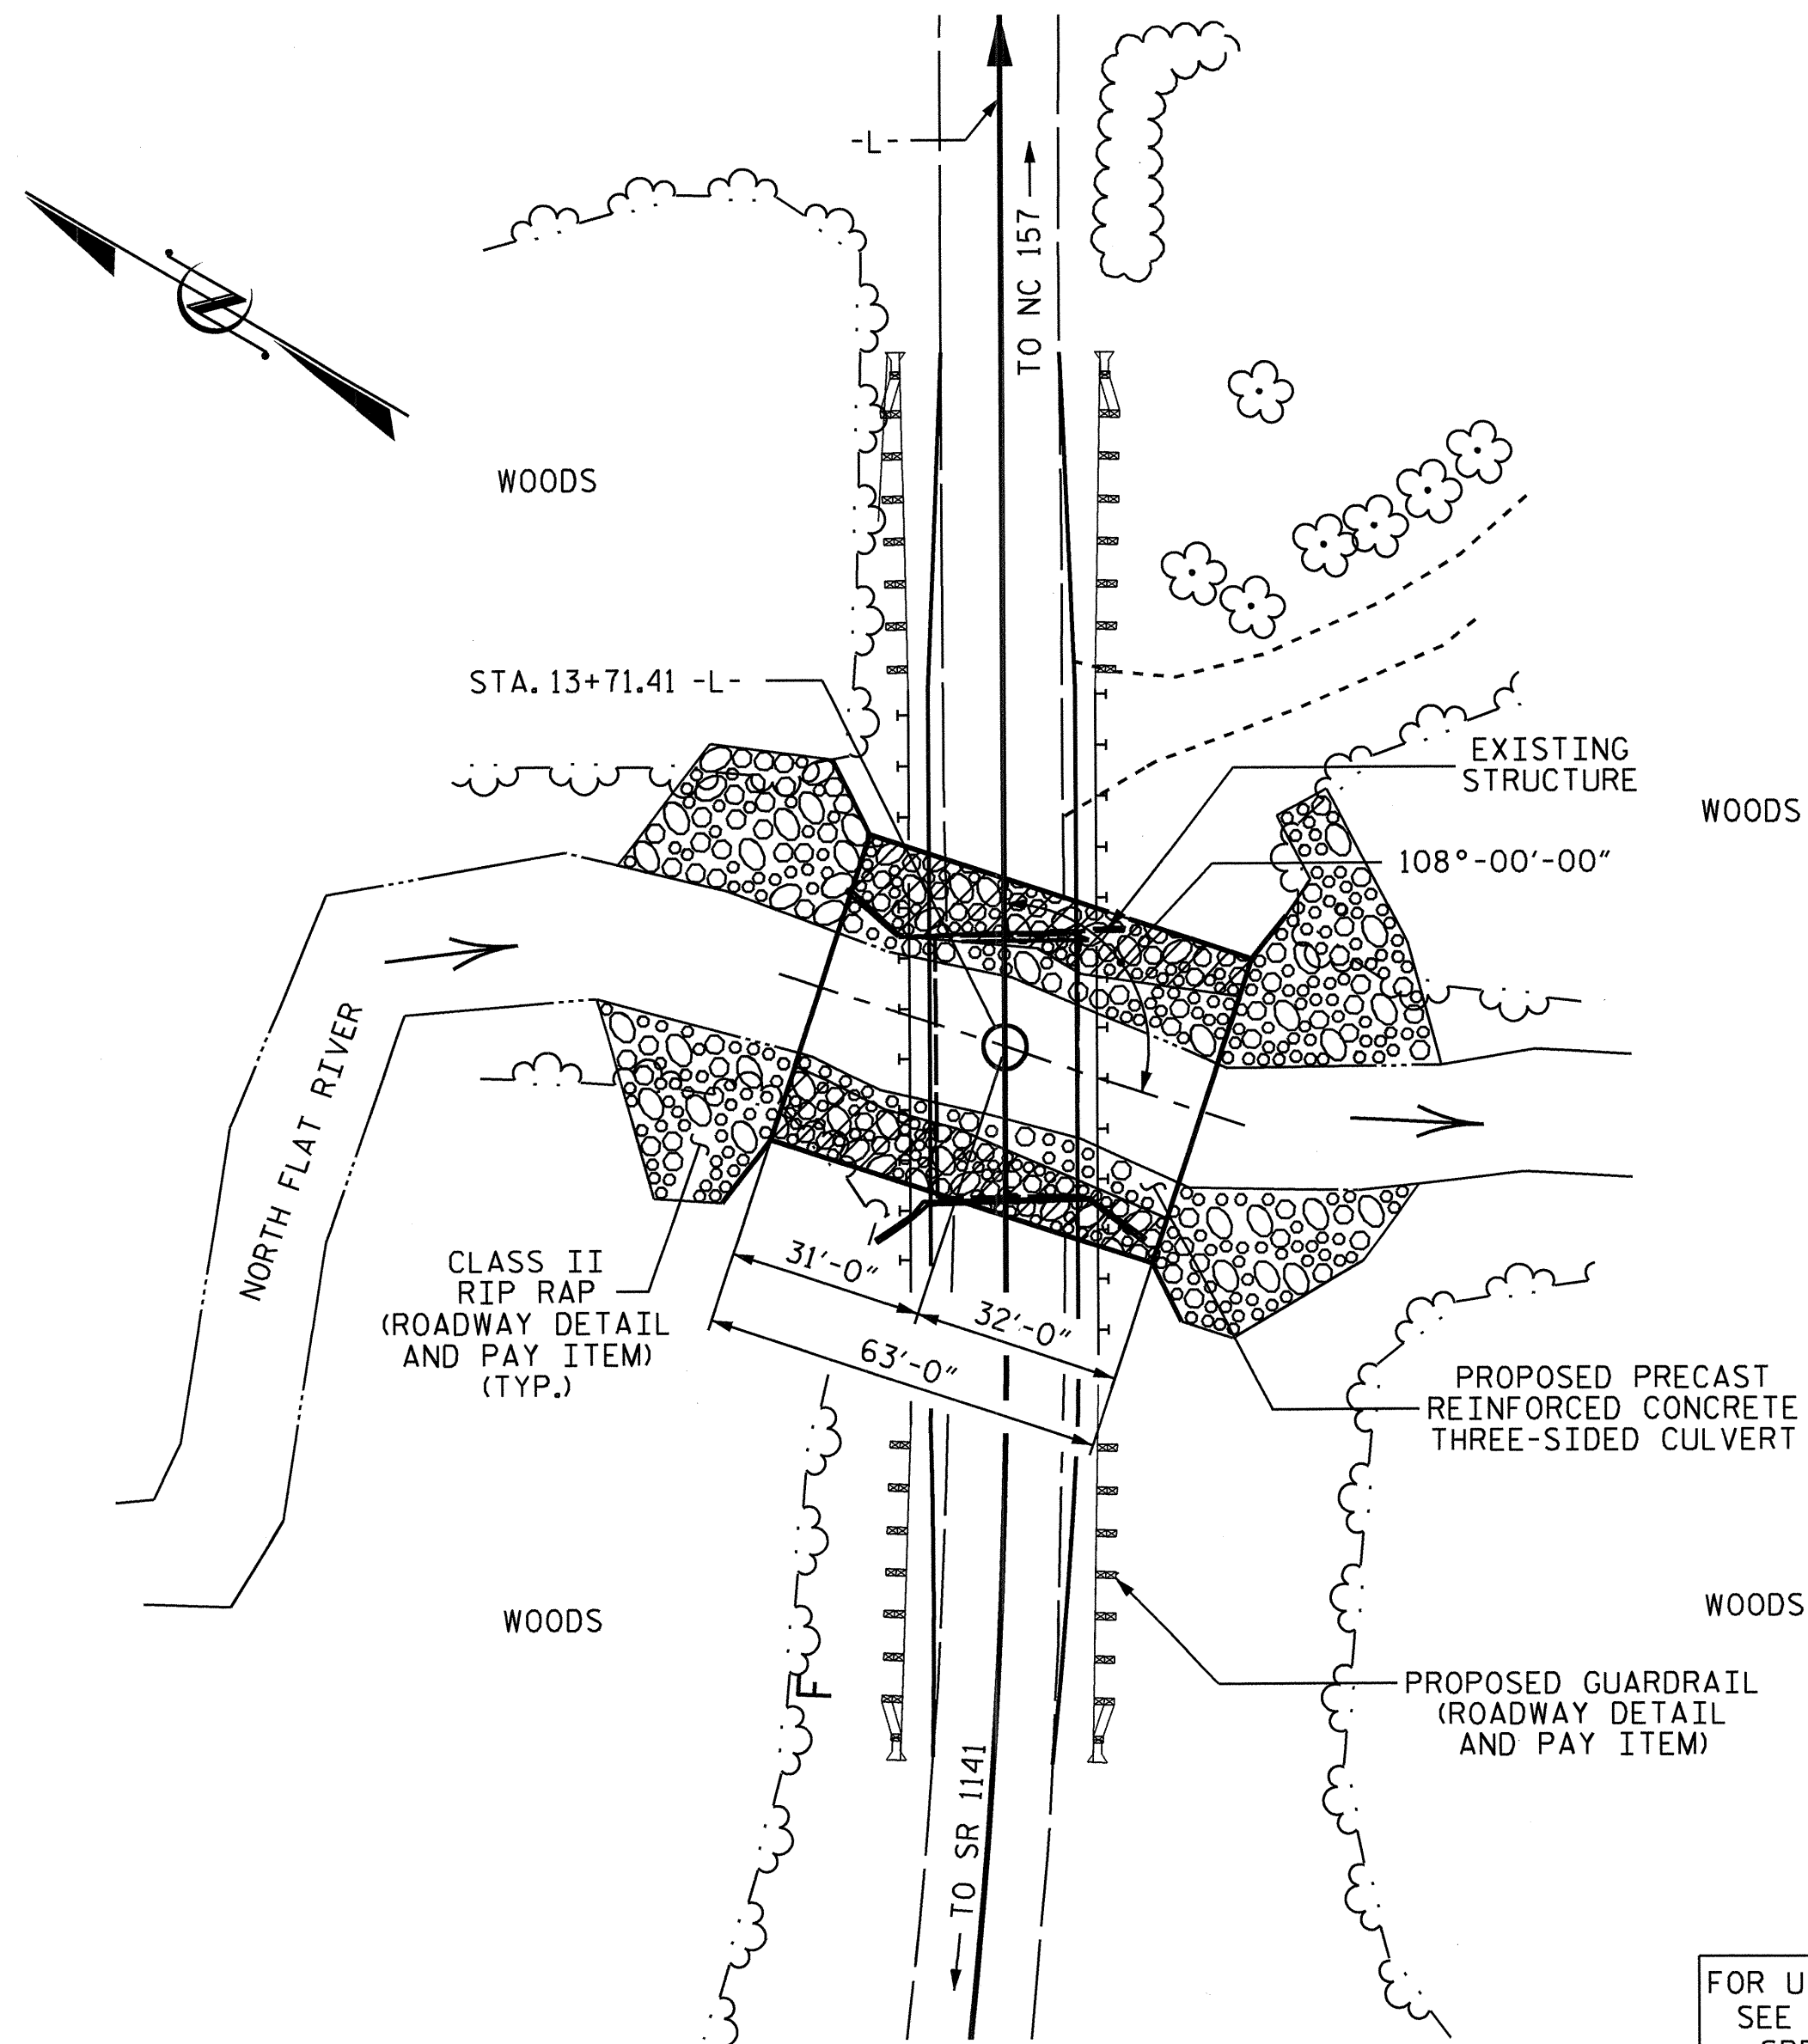 -L-
TO NC 157
N
WOODS
STA. 13+71.41 -L-
EXISTING
STRUCTURE
WOODS
108°-00'-00"
NORTH FLAT RIVER
CLASS II
RIP RAP
(ROADWAY DETAIL
AND PAY ITEM)
(TYP.)
31'-0"
32'-0"
63'-0"
PROPOSED PRECAST
REINFORCED CONCRETE
THREE-SIDED CULVERT
WOODS
WOODS
F
PROPOSED GUARDRAIL
(ROADWAY DETAIL
AND PAY ITEM)
TO SR 1141
FOR U
SEE